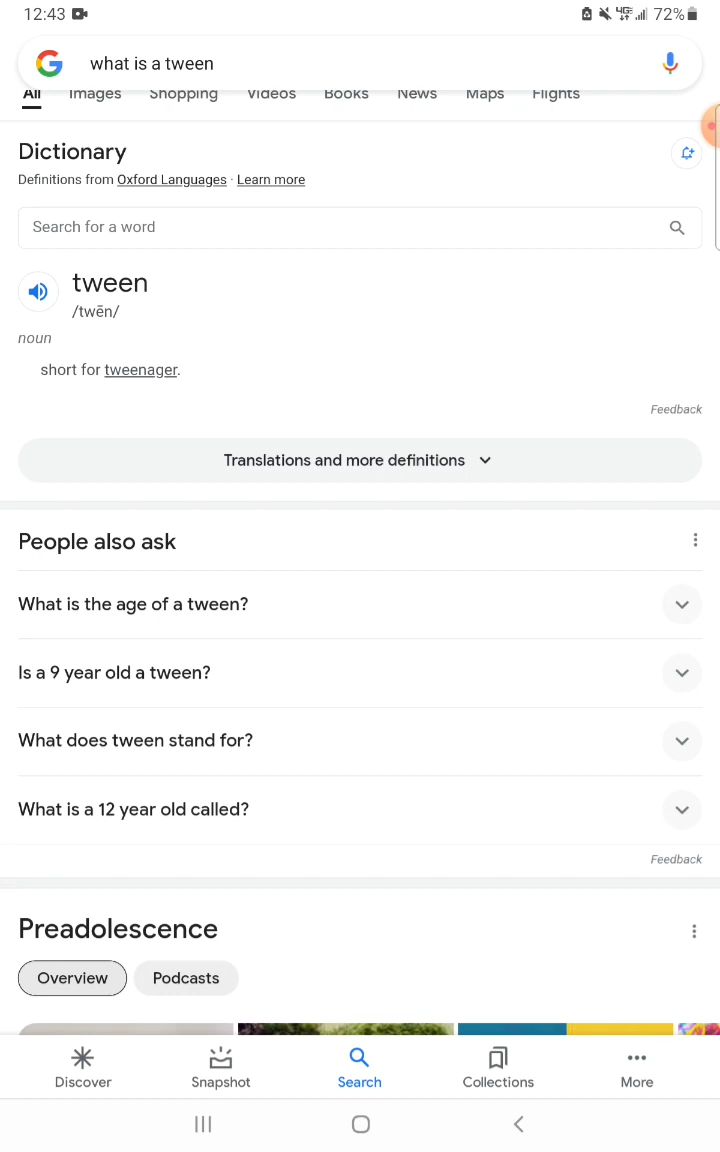 12:43 72%
what is a tween
All Images Shopping Videos Books News Maps Flights
Dictionary
Definitions from Oxford Languages · Learn more
Search for a word
tween
/twēn/
noun
short for tweenager.
Feedback
Translations and more definitions
People also ask
What is the age of a tween?
Is a 9 year old a tween?
What does tween stand for?
What is a 12 year old called?
Feedback
Preadolescence
Overview Podcasts
Discover Snapshot Search Collections More